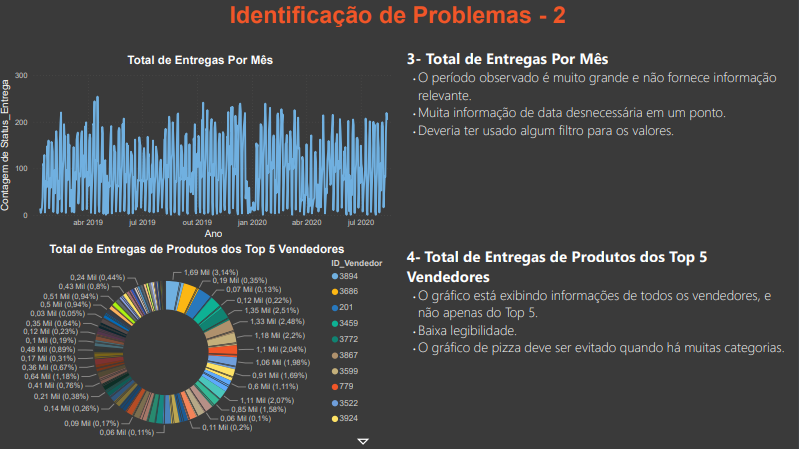 Identificação de Problemas - 2
Total de Entregas Por Mês
Contagem de Status_Entrega
300
200
100
0
abr 2019
jul 2019
out 2019
jan 2020
abr 2020
jul 2020
Ano
3- Total de Entregas Por Mês
• O período observado é muito grande e não fornece informação
relevante.
• Muita informação de data desnecessária em um ponto.
• Deveria ter usado algum filtro para os valores.
Total de Entregas de Produtos dos Top 5 Vendedores
0,24 Mil (0,44%)
0,43 Mil (0,8%)
0,51 Mil (0,94%)
0,5 Mil (0,94%)
0,03 Mil (0,05%)
0,35 Mil (0,64%)
0,12 Mil (0,23%)
0,1 Mil (0,19%)
0,48 Mil (0,89%)
0,17 Mil (0,31%)
0,36 Mil (0,67%)
0,64 Mil (1,18%)
0,41 Mil (0,76%)
0,21 Mil (0,38%)
0,14 Mil (0,26%)
0,09 Mil (0,17%)
0,06 Mil (0,11%)
1,69 Mil (3,14%)
0,19 Mil (0,35%)
0,07 Mil (0,13%)
0,12 Mil (0,22%)
1,35 Mil (2,51%)
1,33 Mil (2,48%)
1,18 Mil (2,2%)
1,1 Mil (2,04%)
1,06 Mil (1,98%)
0,91 Mil (1,69%)
0,6 Mil (1,11%)
1,11 Mil (2,07%)
0,85 Mil (1,58%)
0,06 Mil (0,1%)
0,11 Mil (0,2%)
ID_Vendedor
3894
3686
201
3459
3772
3867
3599
779
3522
3924
4- Total de Entregas de Produtos dos Top 5
Vendedores
• O gráfico está exibindo informações de todos os vendedores, e
não apenas do Top 5.
• Baixa legibilidade.
• O gráfico de pizza deve ser evitado quando há muitas categorias.